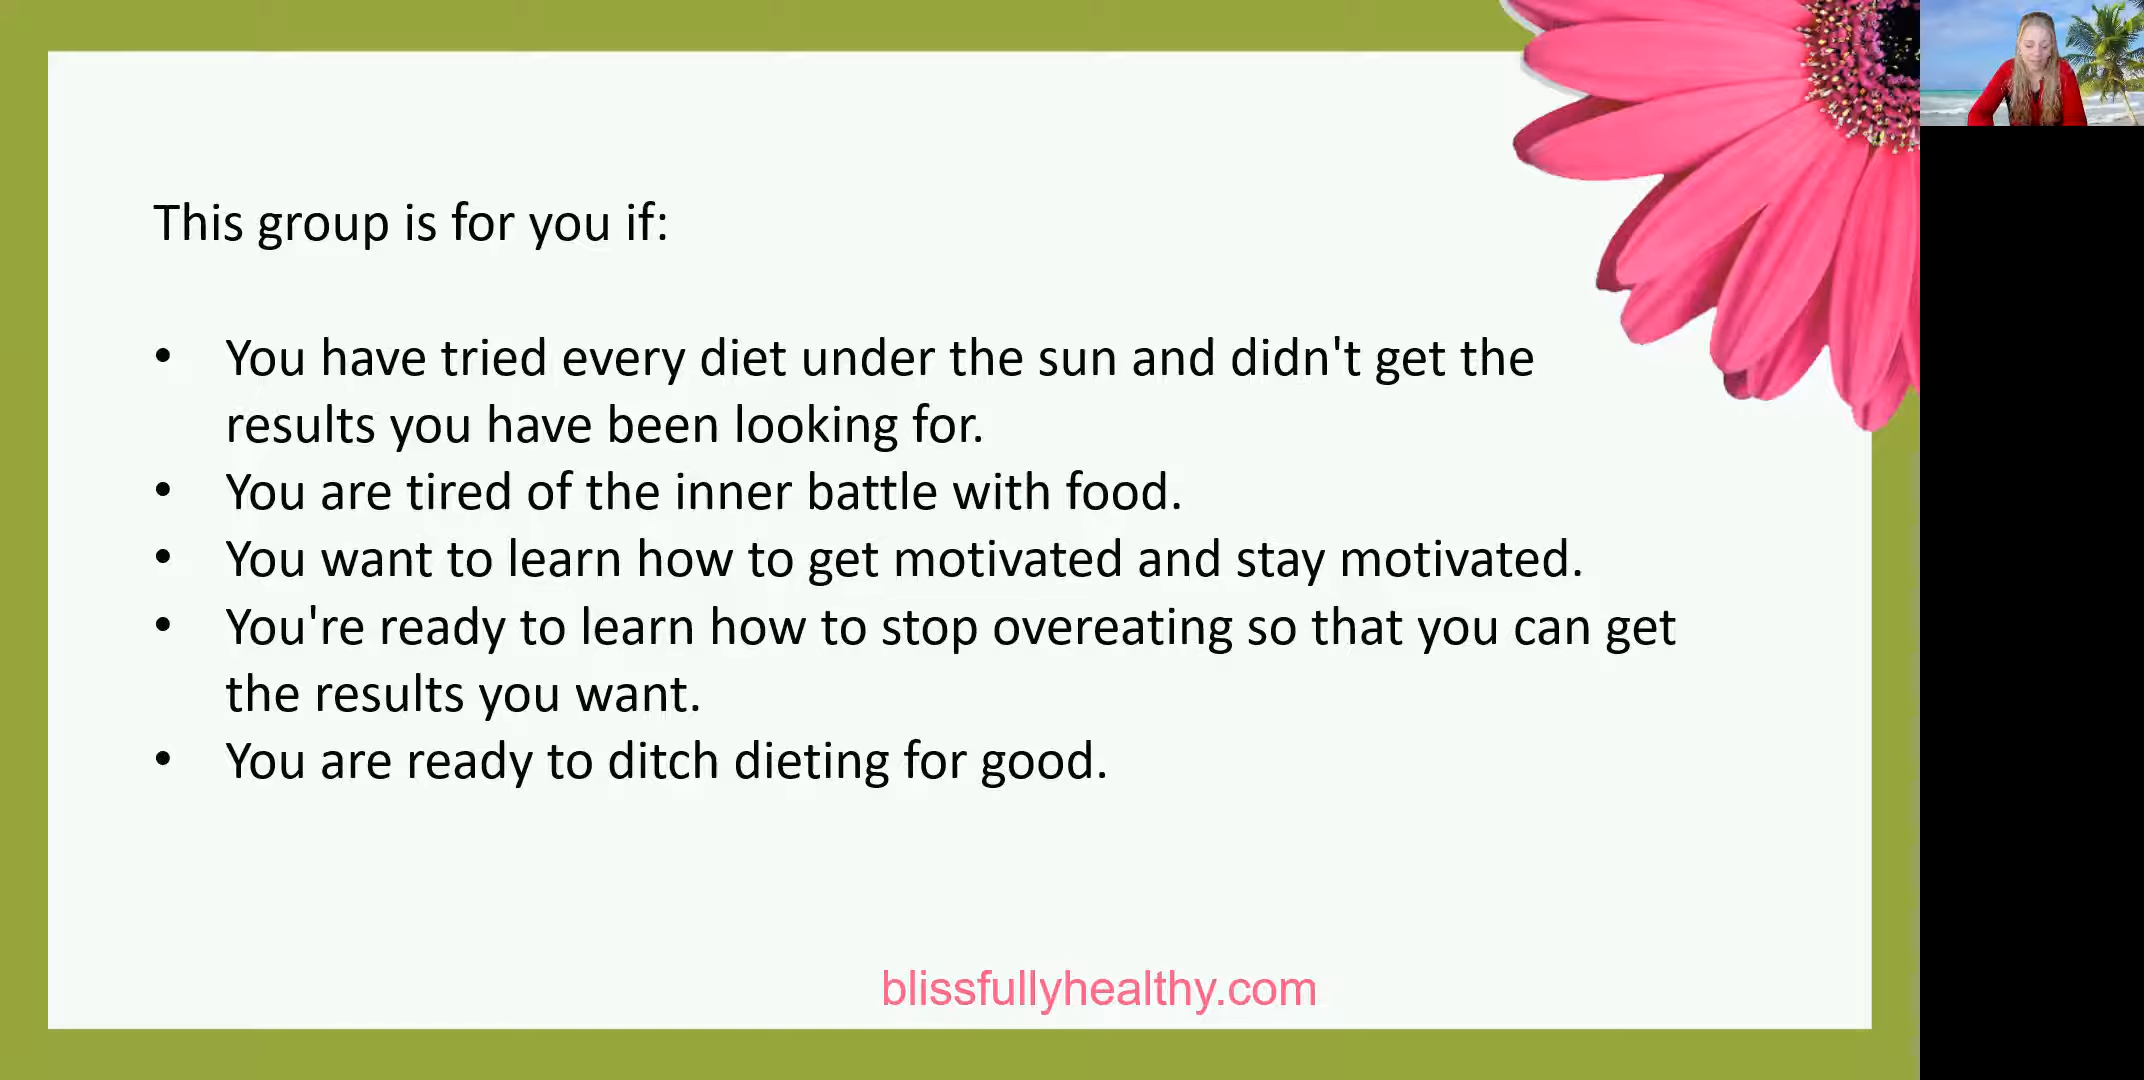 This group is for you if:
• You have tried every diet under the sun and didn't get the
results you have been looking for.
• You are tired of the inner battle with food.
• You want to learn how to get motivated and stay motivated.
• You're ready to learn how to stop overeating so that you can get
the results you want.
• You are ready to ditch dieting for good.
blissfullyhealthy.com